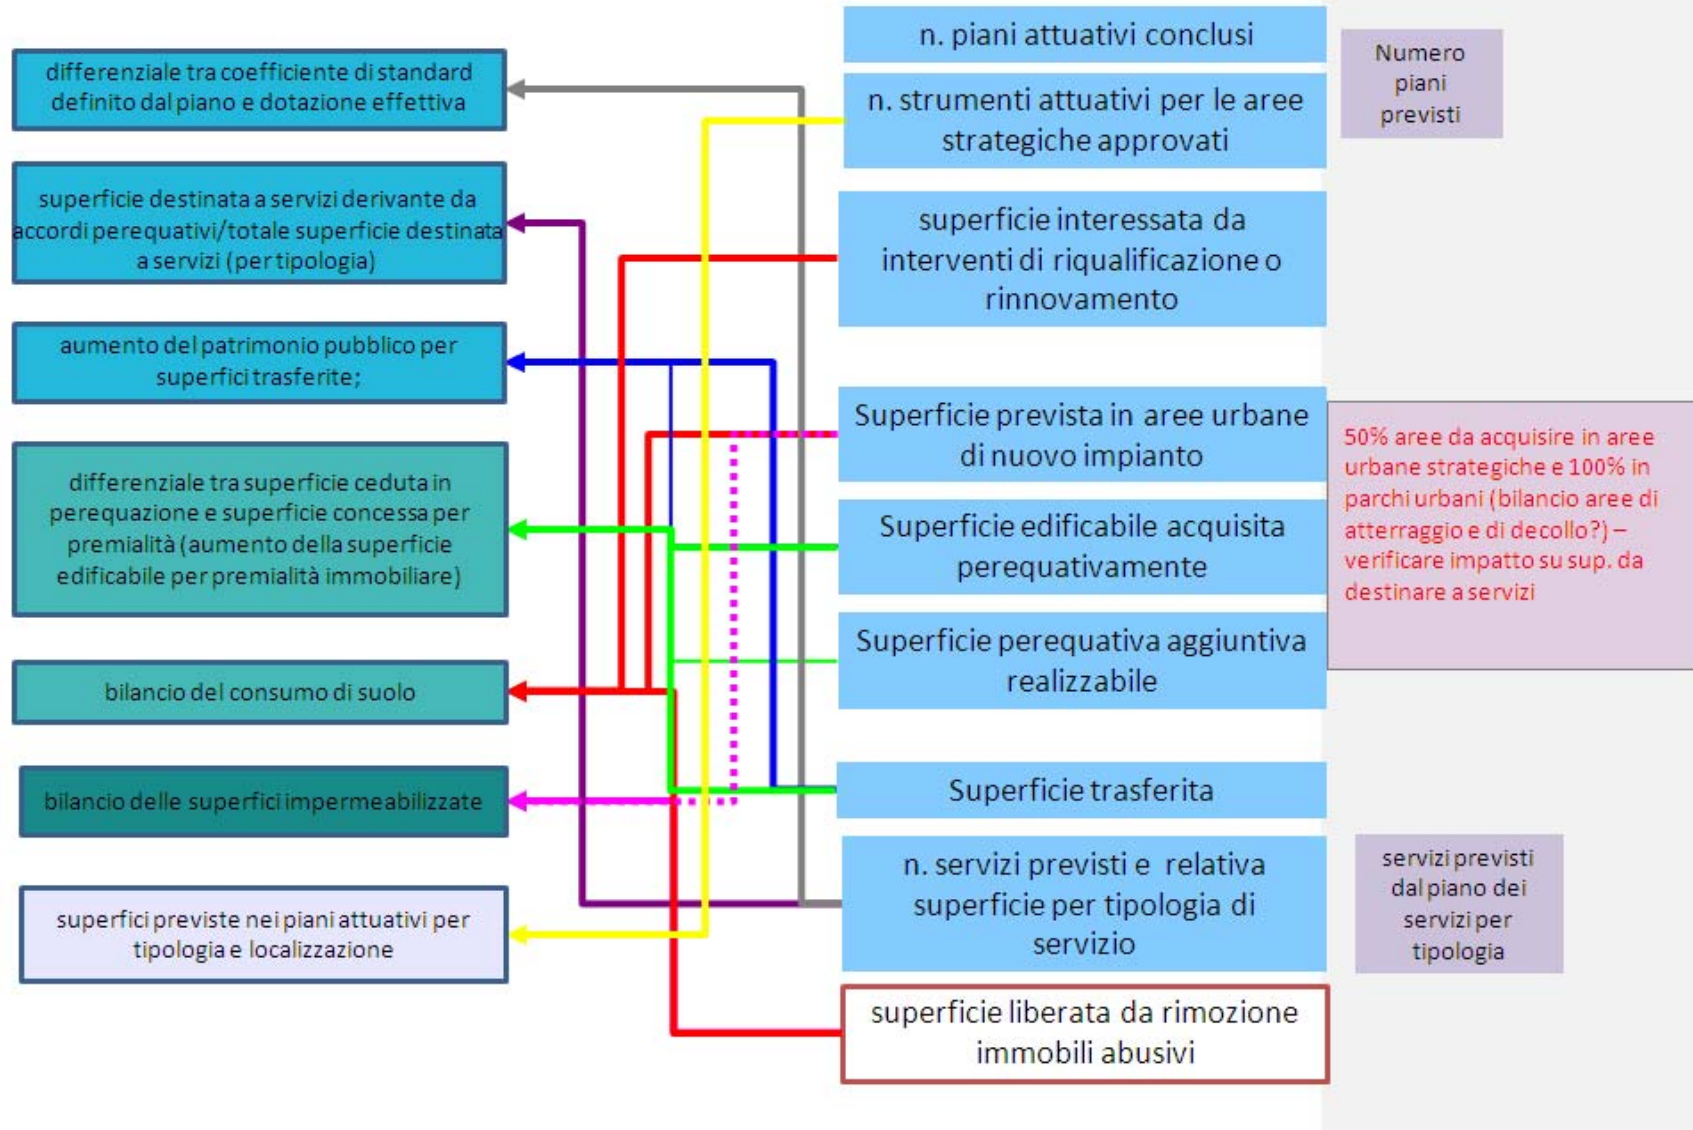 differenziale tra coefficiente di standard
definito dal piano e dotazione effettiva
superficie destinata a servizi derivante da
accordi perequativi/totale superficie destinata
a servizi (per tipologia)
aumento del patrimonio pubblico per
superfici trasferite;
differenziale tra superficie ceduta in
perequazione e superficie concessa per
premialità (aumento della superficie
edificabile per premialità immobiliare)
bilancio del consumo di suolo
bilancio delle superfici impermeabilizzate
superfici previste nei piani attuativi per
tipologia e localizzazione
n. piani attuativi conclusi
n. strumenti attuativi per le aree
strategiche approvati
superficie interessata da
interventi di riqualificazione o
rinnovamento
Superficie prevista in aree urbane
di nuovo impianto
Superficie edificabile acquisita
perequativamente
Superficie perequativa aggiuntiva
realizzabile
Superficie trasferita
n. servizi previsti e relativa
superficie per tipologia di
servizio
superficie liberata da rimozione
immobili abusivi
Numero
piani
previsti
50% aree da acquisire in aree
urbane strategiche e 100% in
parchi urbani (bilancio aree di
atterraggio e di decollo?) –
verificare impatto su sup. da
destinare a servizi
servizi previsti
dal piano dei
servizi per
tipologia